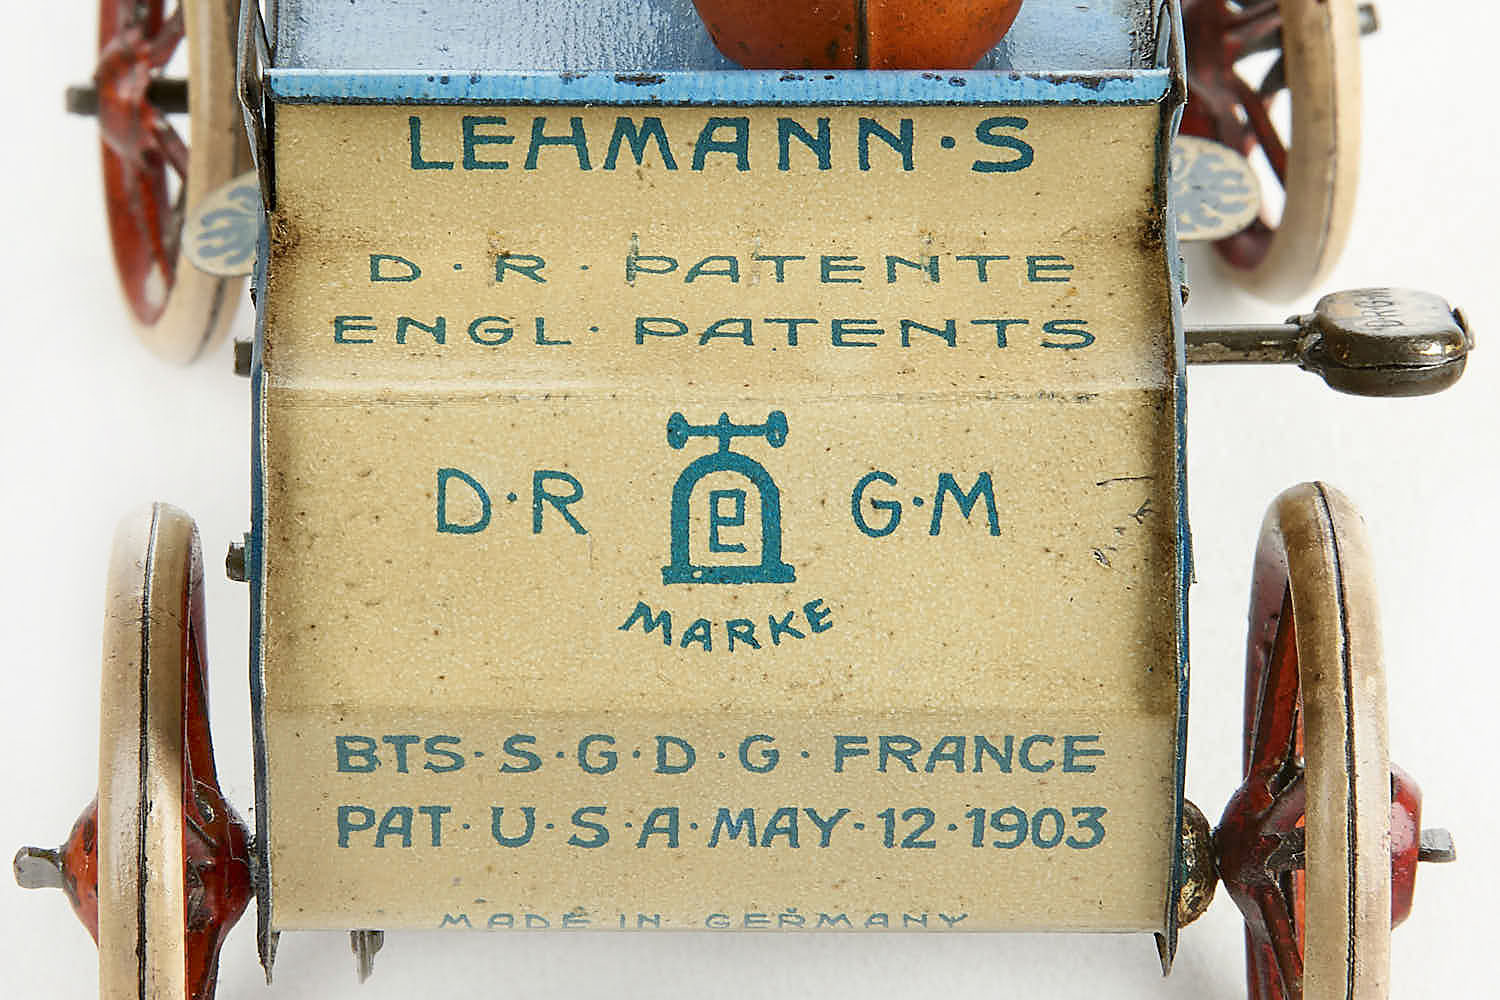 LEHMANN·S
D·R·PATENTE
ENGL·PATENTS
D·R e G·M
MARKE
BTS·S·G·D·G·FRANCE
PAT·U·S·A·MAY·12·1903
MADE IN GERMANY